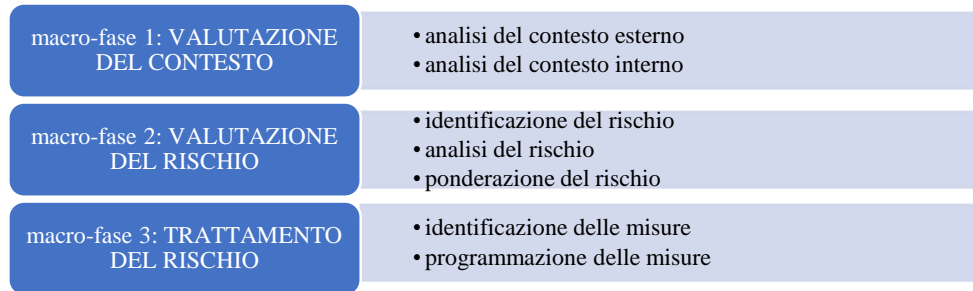 macro-fase 1: VALUTAZIONE
DEL CONTESTO
• analisi del contesto esterno
• analisi del contesto interno
macro-fase 2: VALUTAZIONE
DEL RISCHIO
• identificazione del rischio
• analisi del rischio
• ponderazione del rischio
macro-fase 3: TRATTAMENTO
DEL RISCHIO
• identificazione delle misure
• programmazione delle misure